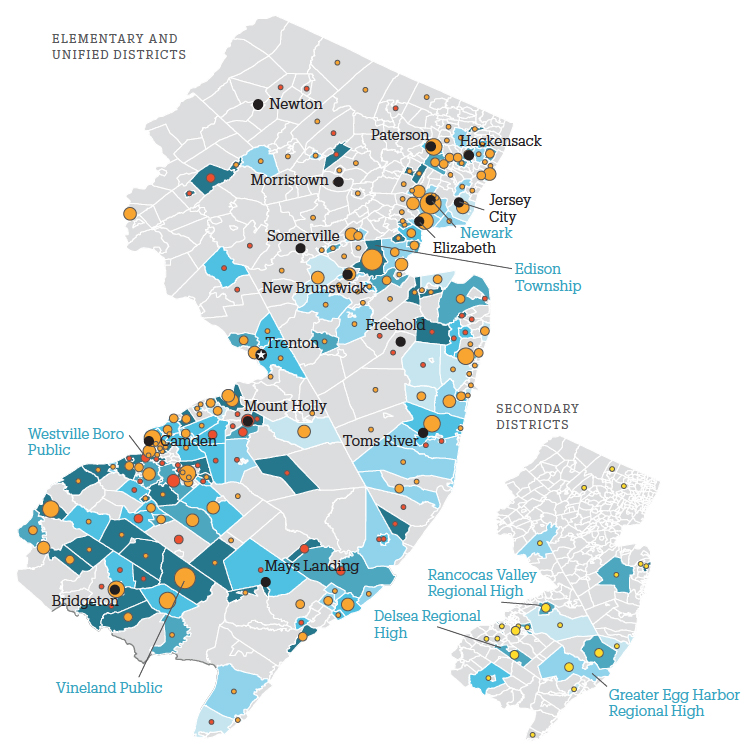 ELEMENTARY AND
UNIFIED DISTRICTS
Newton
Paterson
Hackensack
Morristown
Jersey
City
Newark
Somerville
Elizabeth
Edison
Township
New Brunswick
Freehold
Trenton
Mount Holly
SECONDARY
DISTRICTS
Westville Boro
Public
Camden
Toms River
Mays Landing
Rancocas Valley
Regional High
Bridgeton
Delsea Regional
High
Vineland Public
Greater Egg Harbor
Regional High